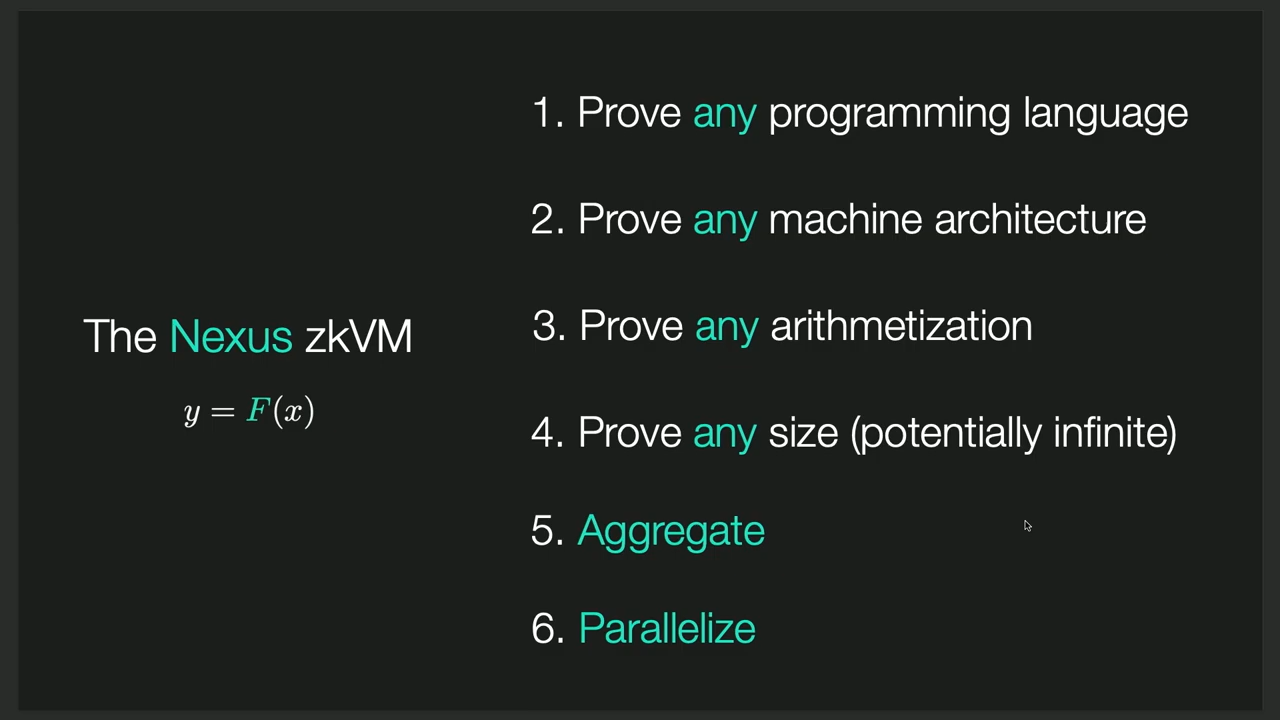 The Nexus zkVM
y = F(x)
1. Prove any programming language
2. Prove any machine architecture
3. Prove any arithmetization
4. Prove any size (potentially infinite)
5. Aggregate
6. Parallelize